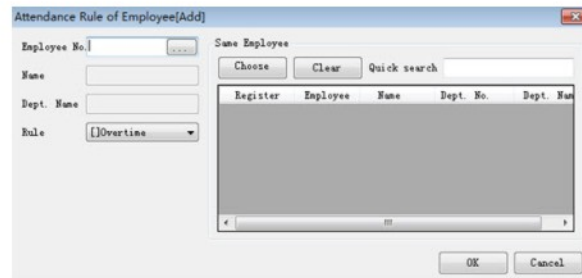 Attendance Rule of Employee[Add]
Employee No.
...
Name
Dept. Name
Rule
[]Overtime
Same Employee
Choose
Clear
Quick search
Register Employee Name Dept. No. Dept. Nam
OK
Cancel